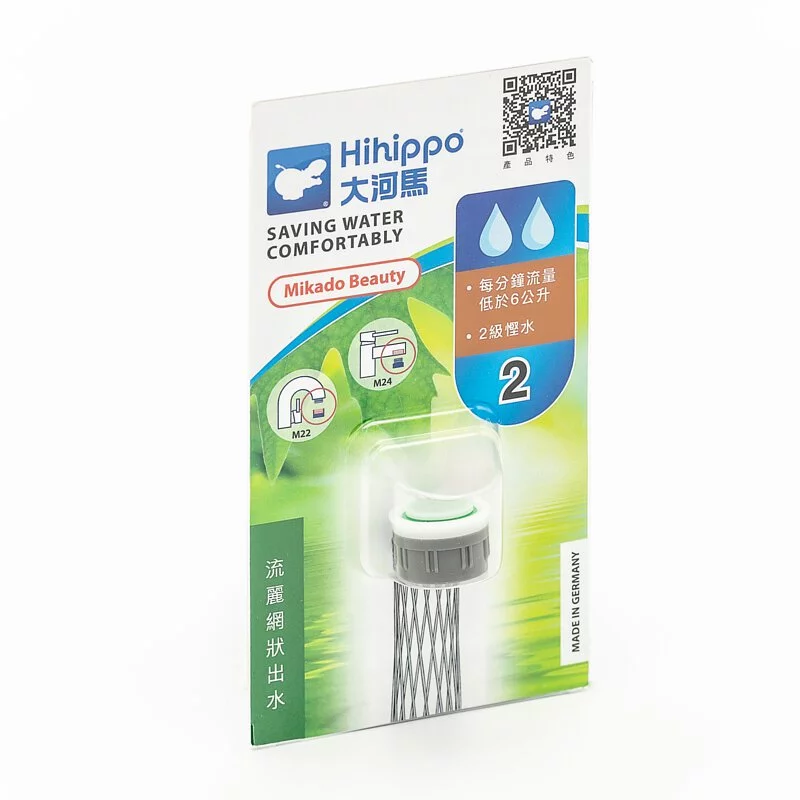 Hihippo®
大河馬
®
SAVING WATER
COMFORTABLY
Mikado Beauty
M24
M22
產品特色
• 每分鐘流量
低於6公升
• 2級慳水
2
流麗網狀出水
MADE IN GERMANY